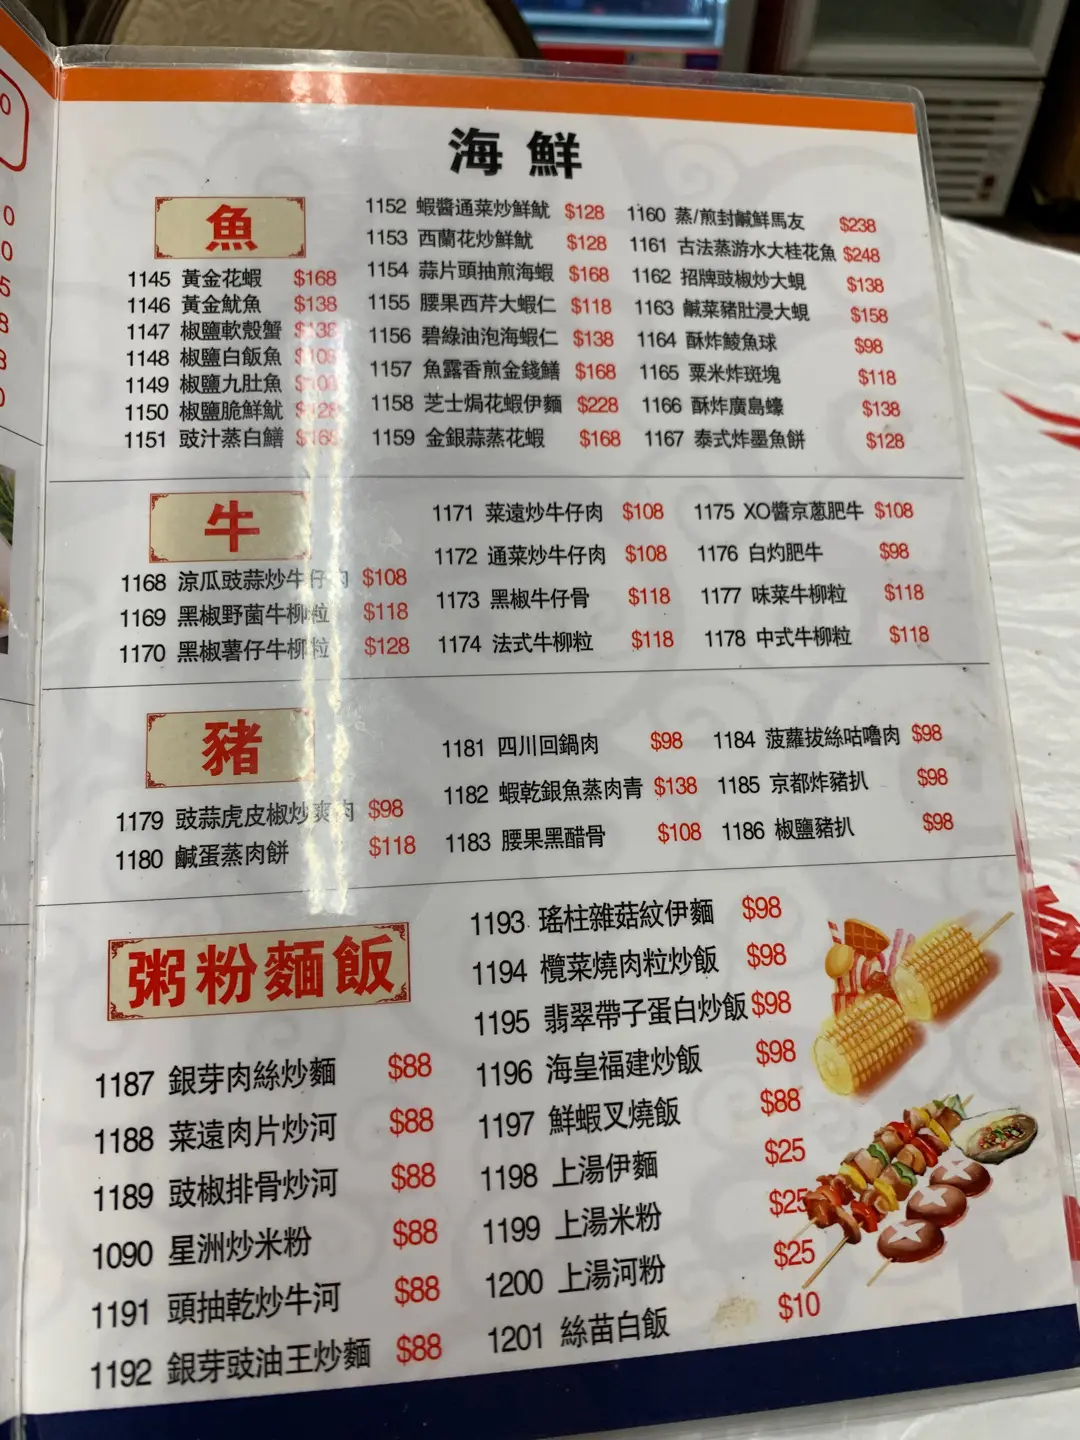 海鮮
魚
1145 黃金花蝦 $168
1146 黃金魷魚 $138
1147 椒鹽軟殼蟹 $138
1148 椒鹽白飯魚 $108
1149 椒鹽九肚魚 $108
1150 椒鹽脆鮮魷 $128
1151 豉汁蒸白鱔 $168
1152 蝦醬通菜炒鮮魷 $128
1153 西蘭花炒鮮魷 $128
1154 蒜片頭抽煎海蝦 $168
1155 腰果西芹大蝦仁 $118
1156 碧綠油泡海蝦仁 $138
1157 魚露香煎金錢鱔 $168
1158 芝士焗花蝦伊麵 $228
1159 金銀蒜蒸花蝦 $168
1160 蒸/煎封鹹鮮馬友 $238
1161 古法蒸游水大桂花魚 $248
1162 招牌豉椒炒大蜆 $138
1163 鹹菜豬肚浸大蜆 $158
1164 酥炸鯪魚球 $98
1165 粟米炸斑塊 $118
1166 酥炸廣島蠔 $138
1167 泰式炸墨魚餅 $128
牛
1168 涼瓜豉蒜炒牛仔肉 $108
1169 黑椒野菌牛柳粒 $118
1170 黑椒薯仔牛柳粒 $128
1171 菜遠炒牛仔肉 $108
1172 通菜炒牛仔肉 $108
1173 黑椒牛仔骨 $118
1174 法式牛柳粒 $118
1175 XO醬京蔥肥牛 $108
1176 白灼肥牛 $98
1177 味菜牛柳粒 $118
1178 中式牛柳粒 $118
豬
1179 豉蒜虎皮椒炒爽肉 $98
1180 鹹蛋蒸肉餅 $118
1181 四川回鍋肉 $98
1182 蝦乾銀魚蒸肉青 $138
1183 腰果黑醋骨 $108
1184 菠蘿拔絲咕嚕肉 $98
1185 京都炸豬扒 $98
1186 椒鹽豬扒 $98
粥粉麵飯
1187 銀芽肉絲炒麵 $88
1188 菜遠肉片炒河 $88
1189 豉椒排骨炒河 $88
1090 星洲炒米粉 $88
1191 頭抽乾炒牛河 $88
1192 銀芽豉油王炒麵 $88
1193 瑤柱雜菇紋伊麵 $98
1194 欖菜燒肉粒炒飯 $98
1195 翡翠帶子蛋白炒飯 $98
1196 海皇福建炒飯 $98
1197 鮮蝦叉燒飯 $88
1198 上湯伊麵 $25
1199 上湯米粉 $25
1200 上湯河粉 $25
1201 絲苗白飯 $10